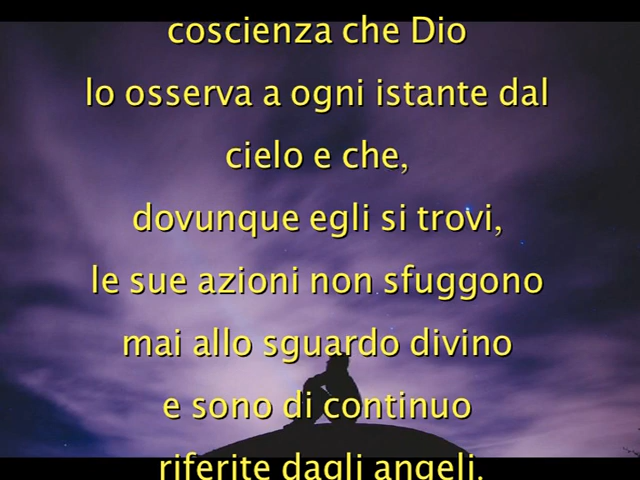 coscienza che Dio
lo osserva a ogni istante dal
cielo e che,
dovunque egli si trovi,
le sue azioni non sfuggono
mai allo sguardo divino
e sono di continuo
riferite dagli angeli.